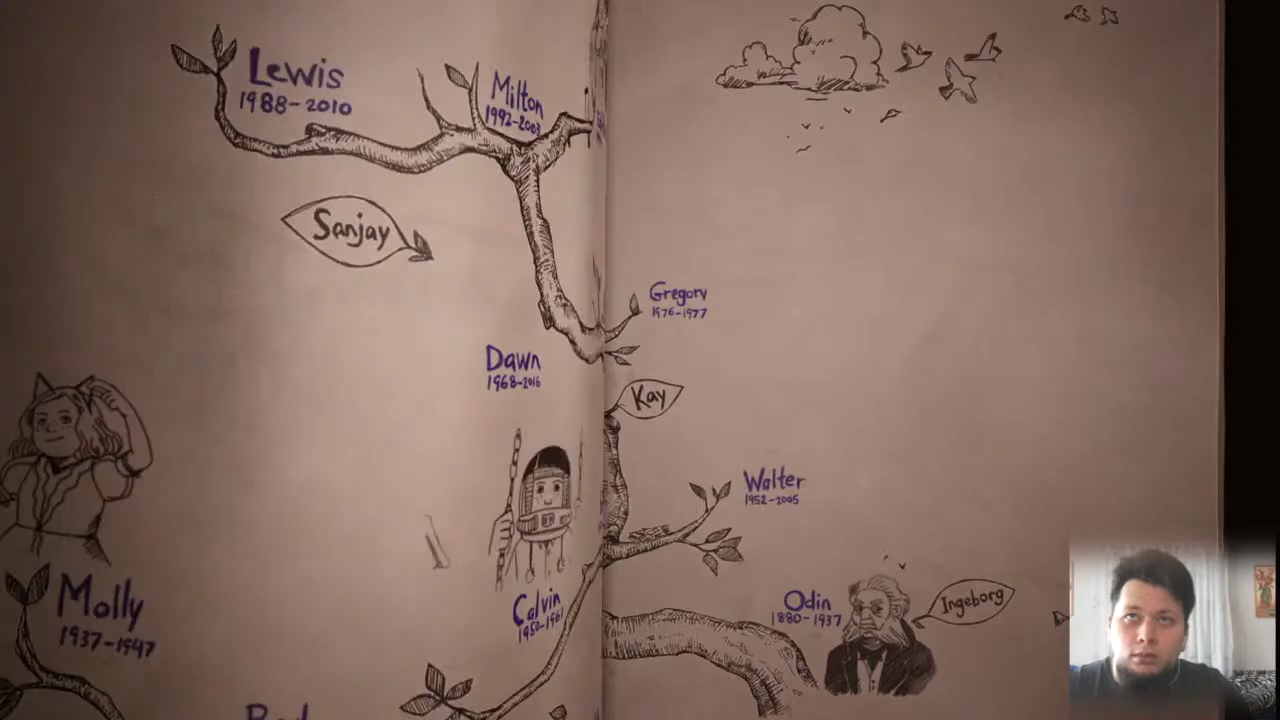 Lewis
1988-2010
Milton
1992-2003
Sanjay
Gregory
1976-1977
Dawn
1968-2016
Kay
Walter
1952-2005
Calvin
1950-1961
Odin
1880-1937
Ingeborg
Molly
1937-1947